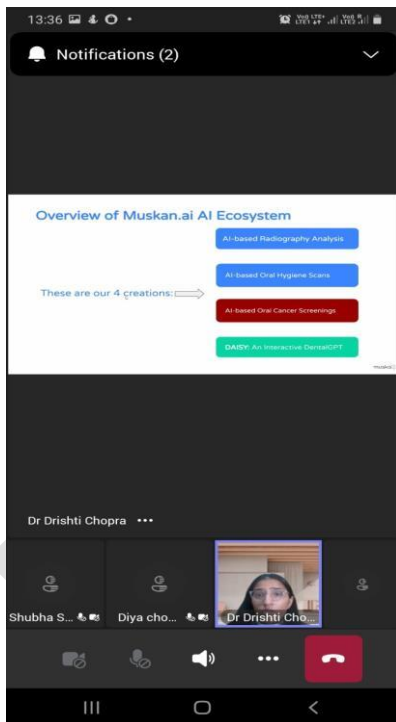 13:36
Notifications (2)
Overview of Muskan.ai AI Ecosystem
AI-based Radiography Analysis
AI-based Oral Hygiene Scans
These are our 4 creations:
AI-based Oral Cancer Screenings
DAISY: An Interactive DentalGPT
Dr Drishti Chopra
Shubha S... Diya cho... Dr Drishti Cho...